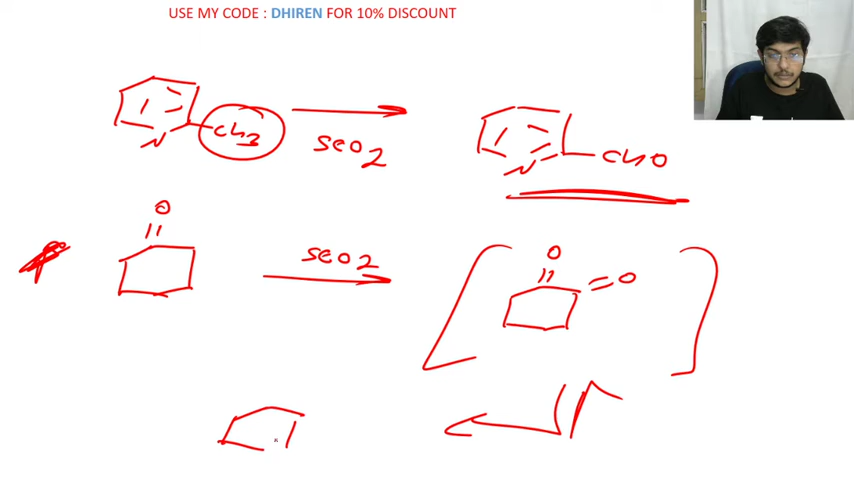 USE MY CODE : DHIREN FOR 10% DISCOUNT
CH3
N
SeO2
N
CHO
O
SeO2
O
O